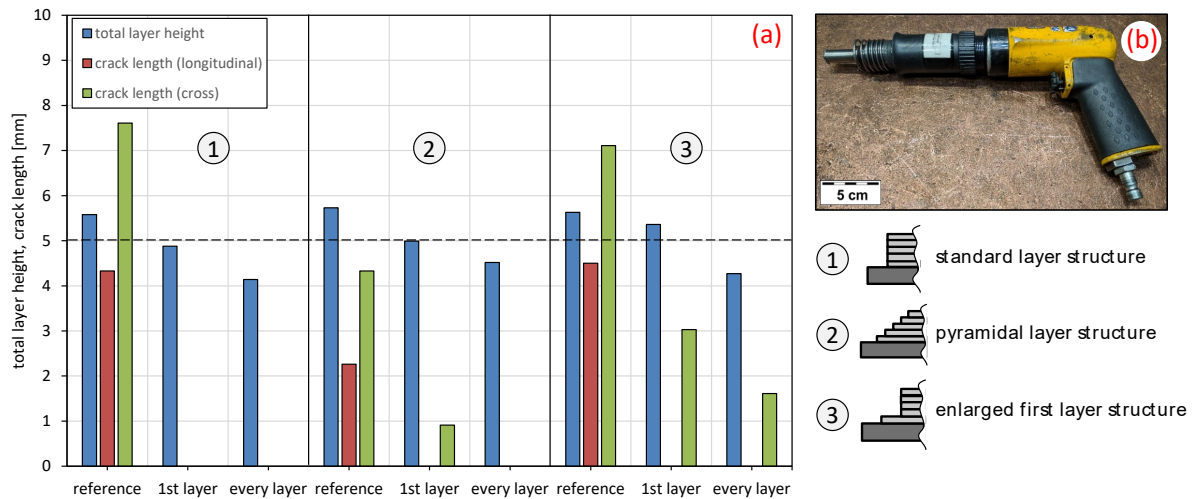 10
9
8
7
6
5
4
3
2
1
0
total layer height, crack length [mm]
total layer height
crack length (longitudinal)
crack length (cross)
(a)
1
2
3
reference 1st layer every layer reference 1st layer every layer reference 1st layer every layer
(b)
5 cm
1 standard layer structure
2 pyramidal layer structure
3 enlarged first layer structure